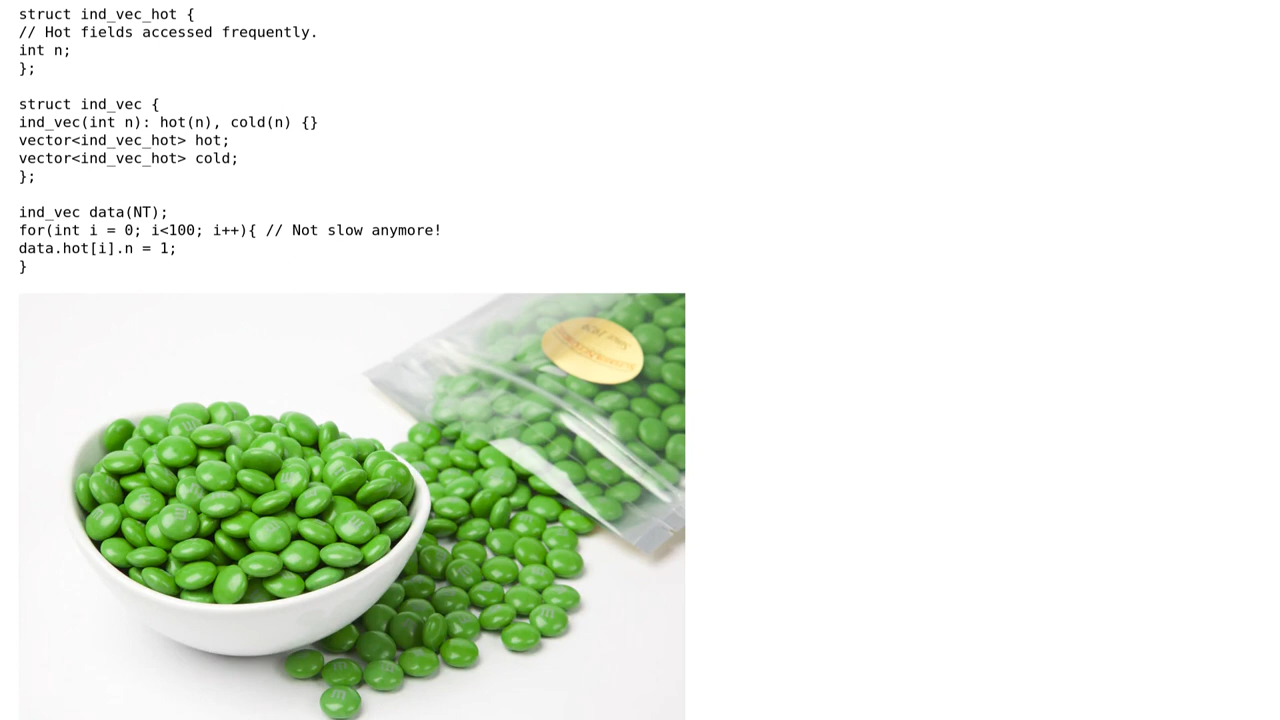 struct ind_vec_hot {
// Hot fields accessed frequently.
int n;
};

struct ind_vec {
ind_vec(int n): hot(n), cold(n) {}
vector<ind_vec_hot> hot;
vector<ind_vec_hot> cold;
};

ind_vec data(NT);
for(int i = 0; i<100; i++){ // Not slow anymore!
data.hot[i].n = 1;
}